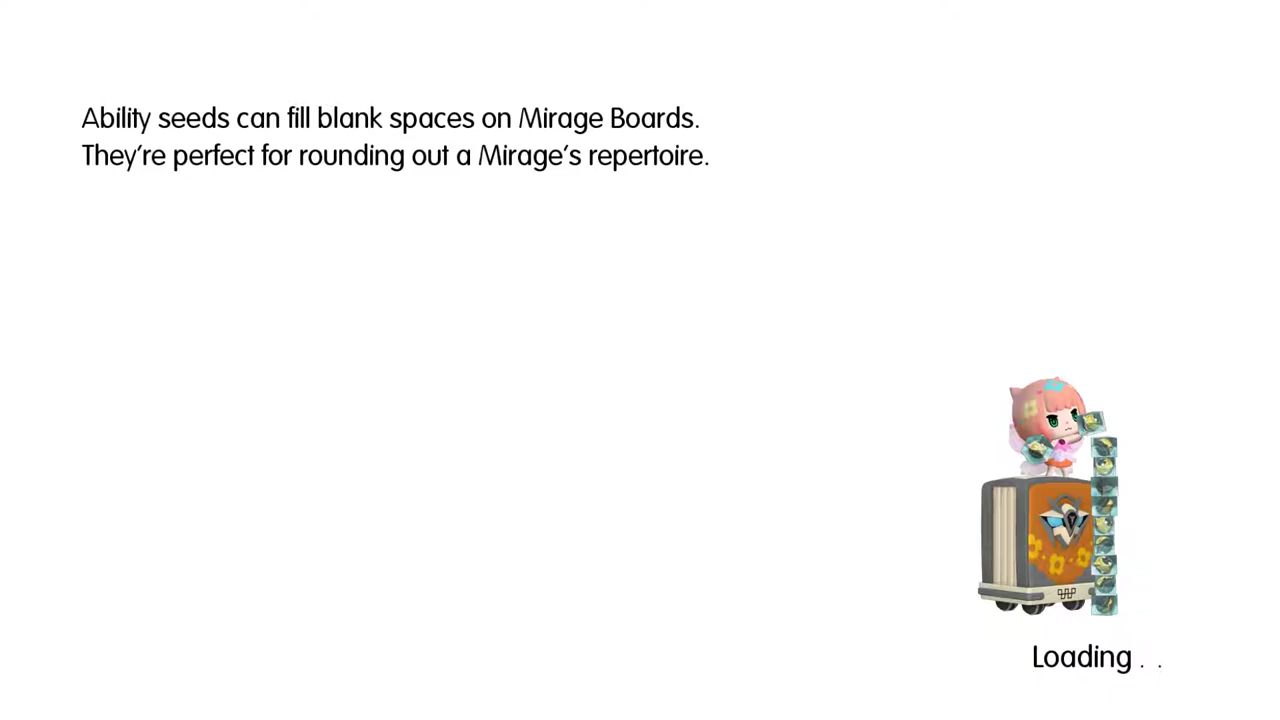 Ability seeds can fill blank spaces on Mirage Boards.
They're perfect for rounding out a Mirage's repertoire.
Loading . .